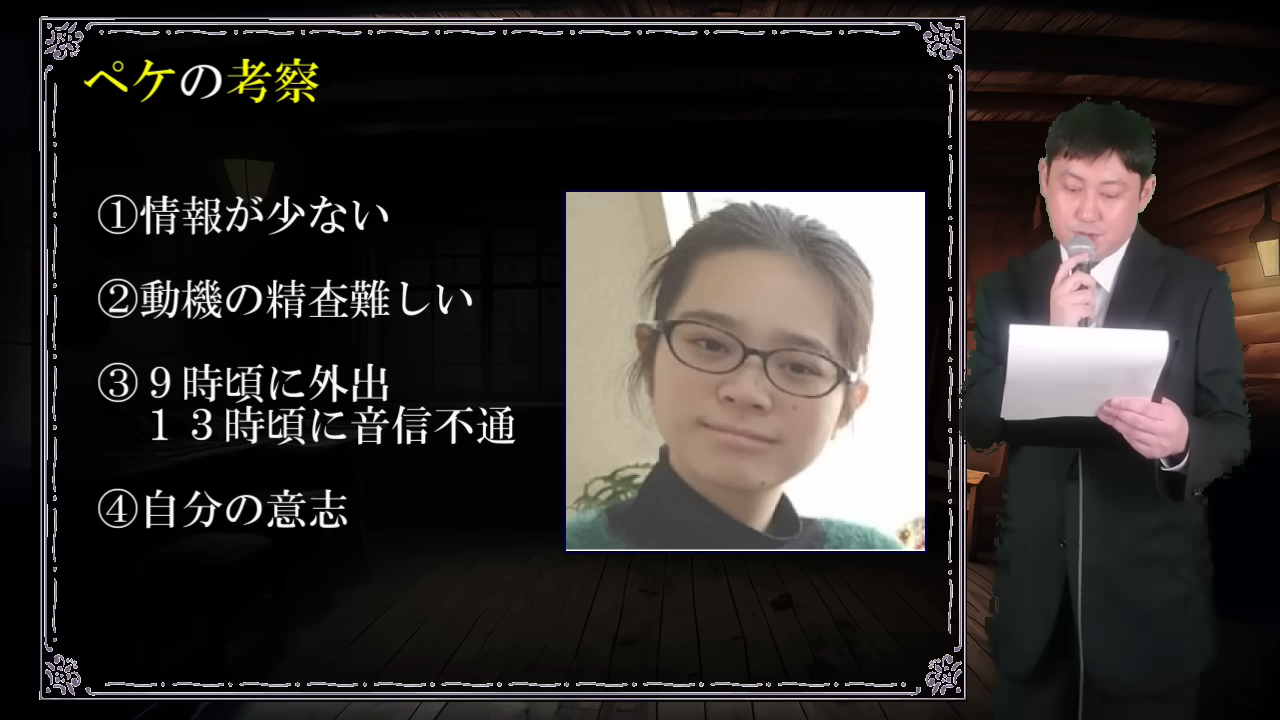 ペケの考察
①情報が少ない
②動機の精査難しい
③９時頃に外出
１３時頃に音信不通
④自分の意志